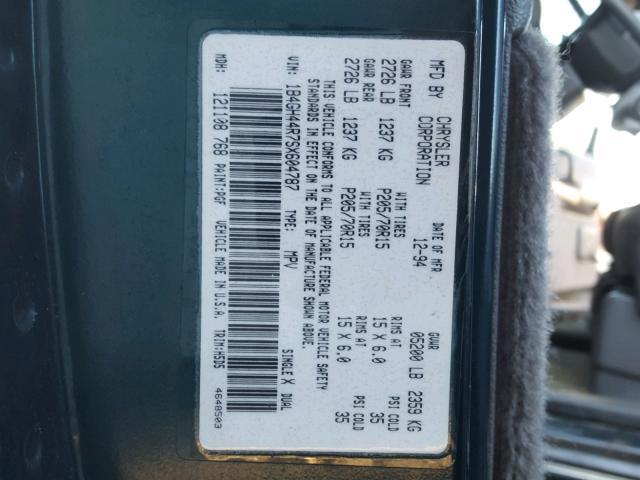 MFD BY CHRYSLER CORPORATION DATE OF MFR. 12-94 GVWR 05200 LB 2359 KG
GAWR FRONT WITH TIRES RIMS AT PSI COLD
2726 LB 1237 KG P205/70R15 15 X 6.0 35
GAWR REAR WITH TIRES RIMS AT PSI COLD
2726 LB 1237 KG P205/70R15 15 X 6.0 35
THIS VEHICLE CONFORMS TO ALL APPLICABLE FEDERAL MOTOR VEHICLE SAFETY
STANDARDS IN EFFECT ON THE DATE OF MANUFACTURE SHOWN ABOVE.
VIN: 1B4GH44R7SX604787 TYPE: MPV SINGLE X DUAL
MDH: 121108 768 PAINT:PGF VEHICLE MADE IN U.S.A. TRIM:H5D5
4648503